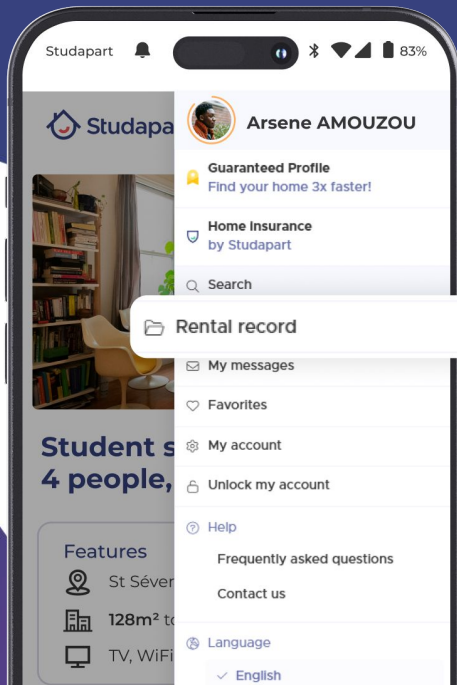 Studapart
83%
Studapa
Arsene AMOUZOU
Guaranteed Profile
Find your home 3x faster!
Home Insurance
by Studapart
Search
Rental record
My messages
Favorites
My account
Unlock my account
Help
Frequently asked questions
Contact us
Language
English
Student s
4 people,
Features
St Séver
128m² to
TV, WiFi